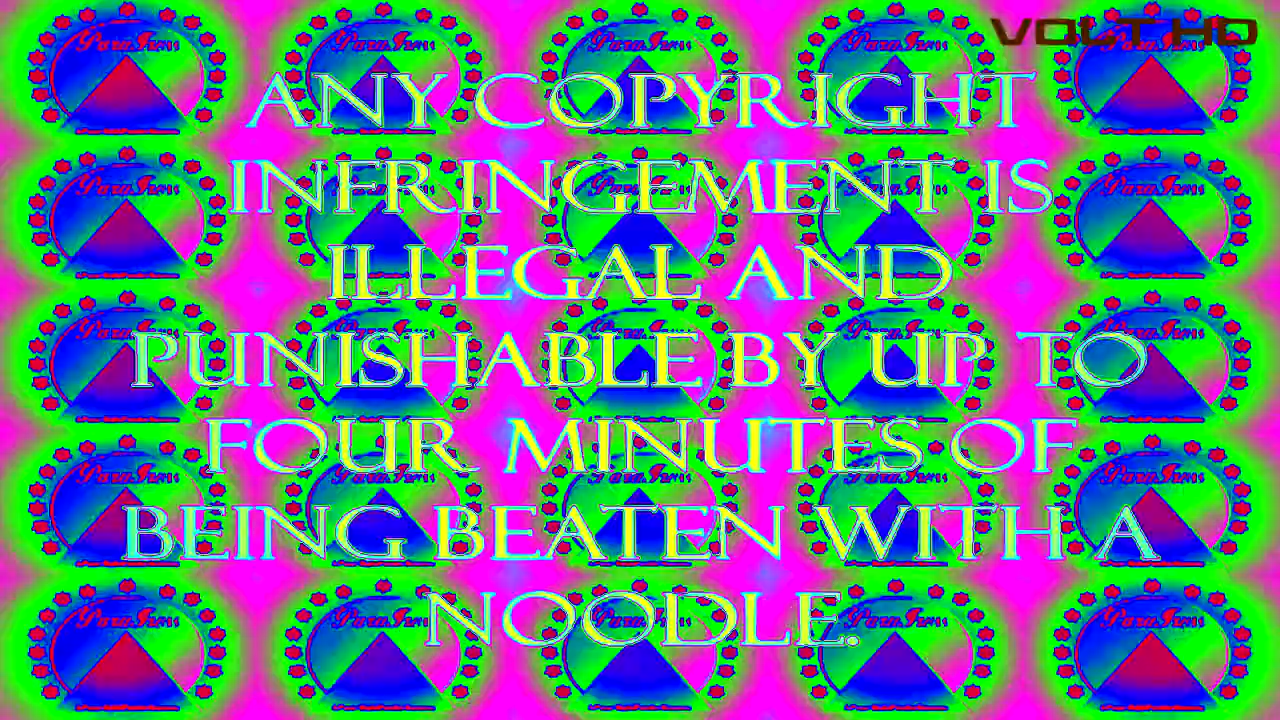 VOLT HD
ANY COPYRIGHT
INFRINGEMENT IS
ILLEGAL AND
PUNISHABLE BY UP TO
FOUR MINUTES OF
BEING BEATEN WITH A
NOODLE.